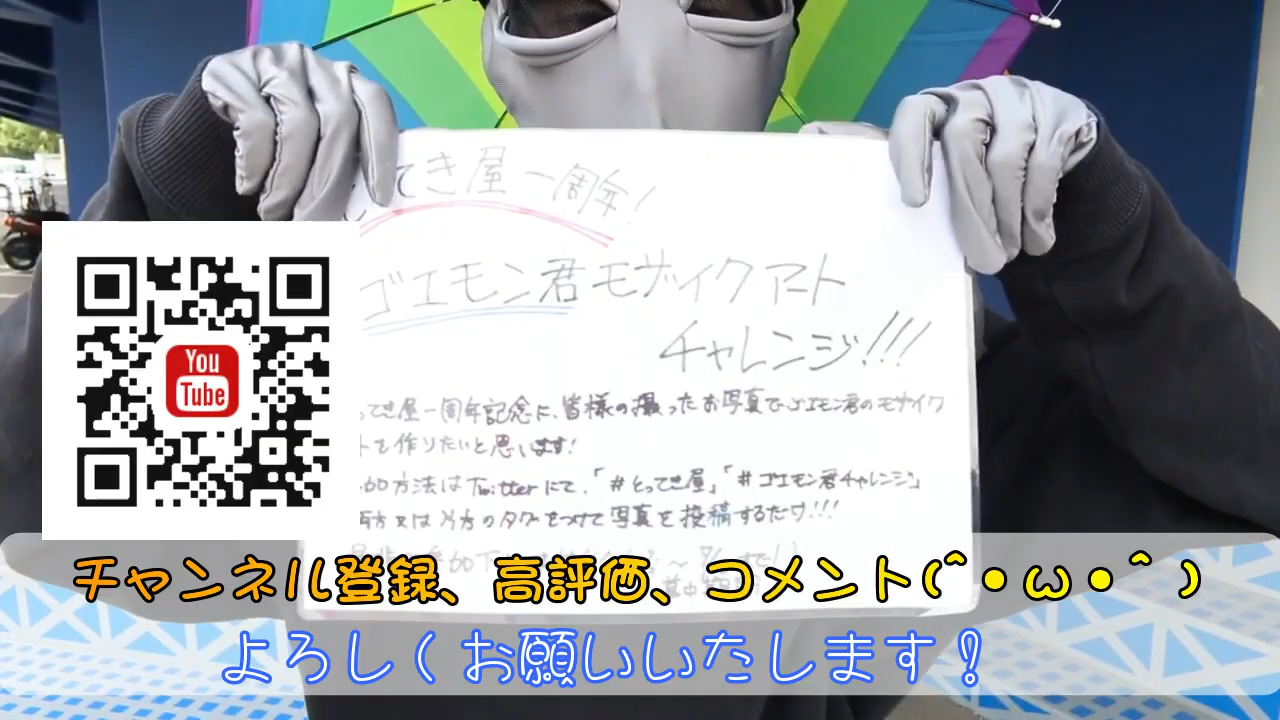 てき屋一周年!
ゴエモン君モザイクアート
チャレンジ!!!
You
Tube
てき屋一周年記念に、皆様の撮ったお写真でゴエモン君のモザイク
トを作りたいと思います!
方法はTwitterにて、「#とってき屋」「#ゴエモン君チャレンジ」
両方又は片方のタグをつけて写真を投稿するだけ!!!
チャンネル登録、高評価、コメント(^・ω・^ )
よろしくお願いいたします!